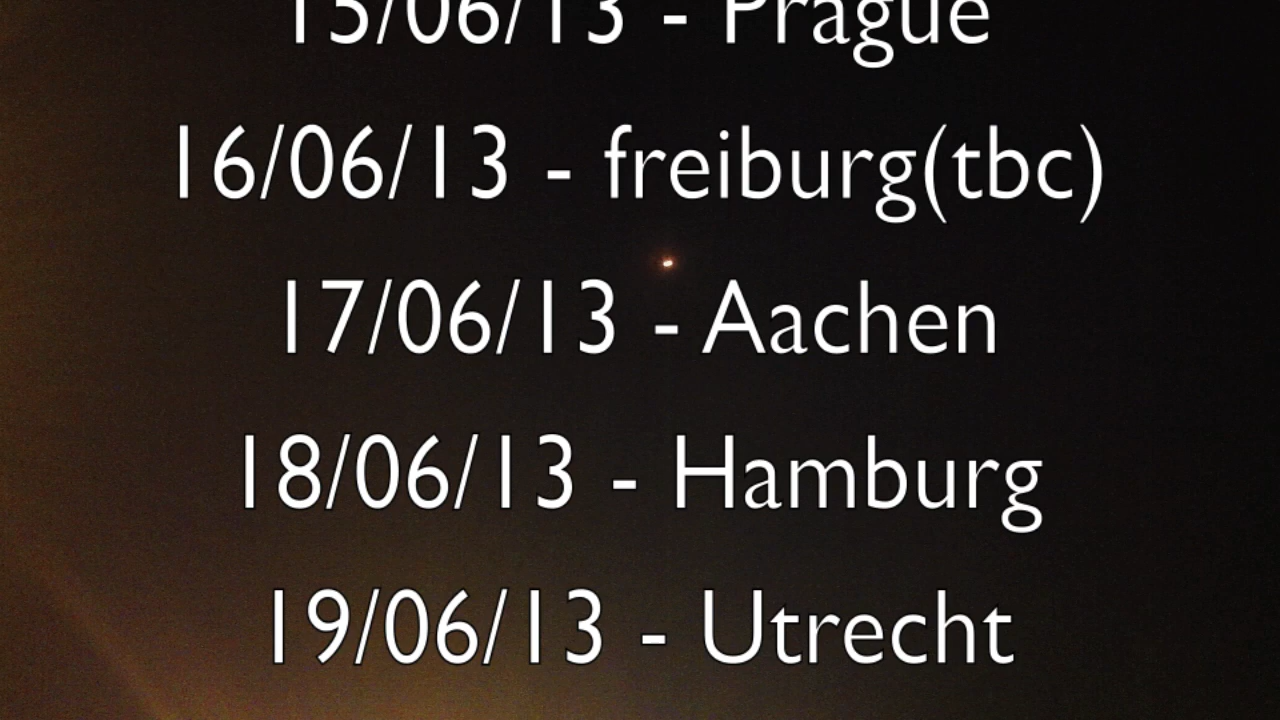 15/06/13 - Prague
16/06/13 - freiburg(tbc)
17/06/13 - Aachen
18/06/13 - Hamburg
19/06/13 - Utrecht